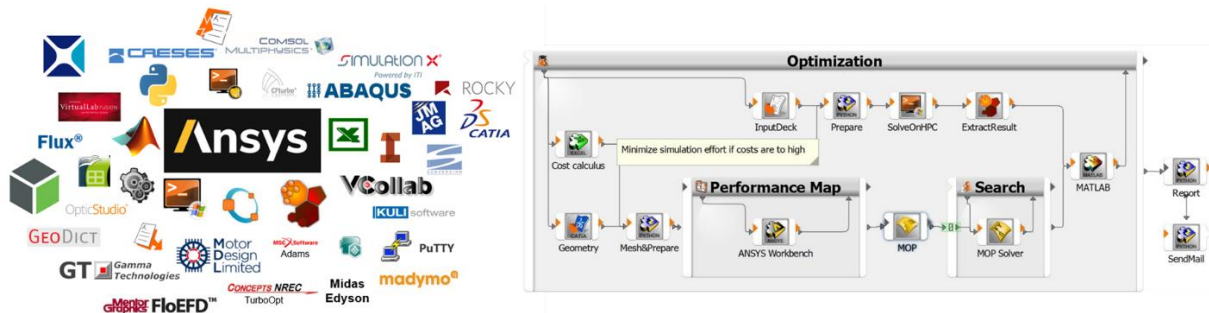 CAESES®
COMSOL
MULTIPHYSICS®
SIMULATION X®
Powered by ITI
CFturbo®
ABAQUS
ROCKY
VirtualLab FUSION
JMAG
CATIA
Flux®
Ansys
VCollab
OpticStudio®
KULI software
GEODICT
GT Gamma
Technologies
Motor
Design
Limited
MSC Software
Adams
PuTTY
madymo
Mentor
Graphics
FloEFD™
CONCEPTS NREC
TurboOpt
Midas
Edyson
Optimization
InputDeck
Prepare
SolveOnHPC
ExtractResult
Minimize simulation effort if costs are to high
Cost calculus
MATLAB
Performance Map
Search
Report
Geometry
Mesh&Prepare
ANSYS Workbench
MOP
MOP Solver
SendMail